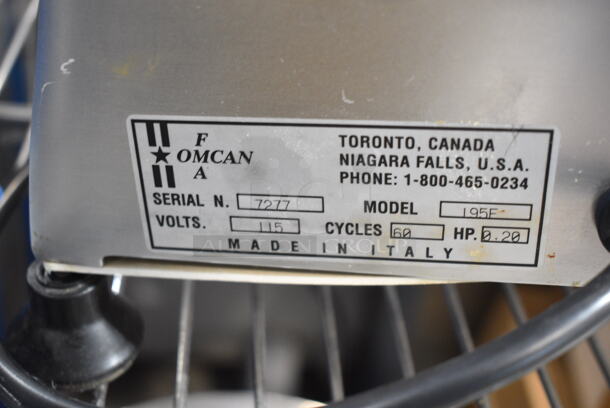 F
OMCAN
A
TORONTO, CANADA
NIAGARA FALLS, U.S.A.
PHONE: 1-800-465-0234
SERIAL N. 7277 MODEL 195F
VOLTS. 115 CYCLES 60 HP. 0.20
MADE IN ITALY